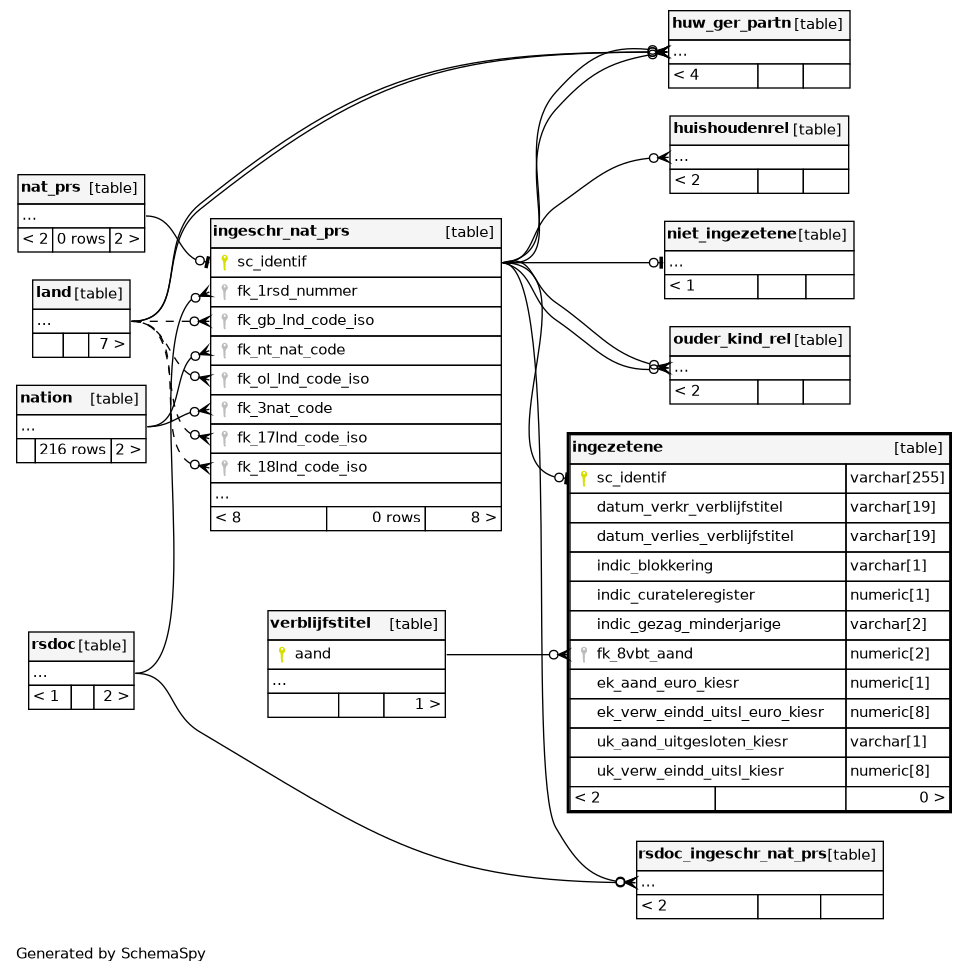 huw_ger_partn [table]
...
< 4
huishoudenrel [table]
...
< 2
nat_prs [table]
...
< 2 0 rows 2 >
ingeschr_nat_prs [table]
sc_identif
fk_1rsd_nummer
fk_gb_lnd_code_iso
fk_nt_nat_code
fk_ol_lnd_code_iso
fk_3nat_code
fk_17lnd_code_iso
fk_18lnd_code_iso
...
< 8 0 rows 8 >
niet_ingezetene [table]
...
< 1
land [table]
...
7 >
ouder_kind_rel [table]
...
< 2
nation [table]
...
216 rows 2 >
ingezetene [table]
sc_identif varchar[255]
datum_verkr_verblijfstitel varchar[19]
datum_verlies_verblijfstitel varchar[19]
indic_blokkering varchar[1]
indic_curateleregister numeric[1]
indic_gezag_minderjarige varchar[2]
fk_8vbt_aand numeric[2]
ek_aand_euro_kiesr numeric[1]
ek_verw_eindd_uitsl_euro_kiesr numeric[8]
uk_aand_uitgesloten_kiesr varchar[1]
uk_verw_eindd_uitsl_kiesr numeric[8]
< 2 0 >
verblijfstitel [table]
aand
...
1 >
rsdoc [table]
...
< 1 2 >
rsdoc_ingeschr_nat_prs [table]
...
< 2
Generated by SchemaSpy